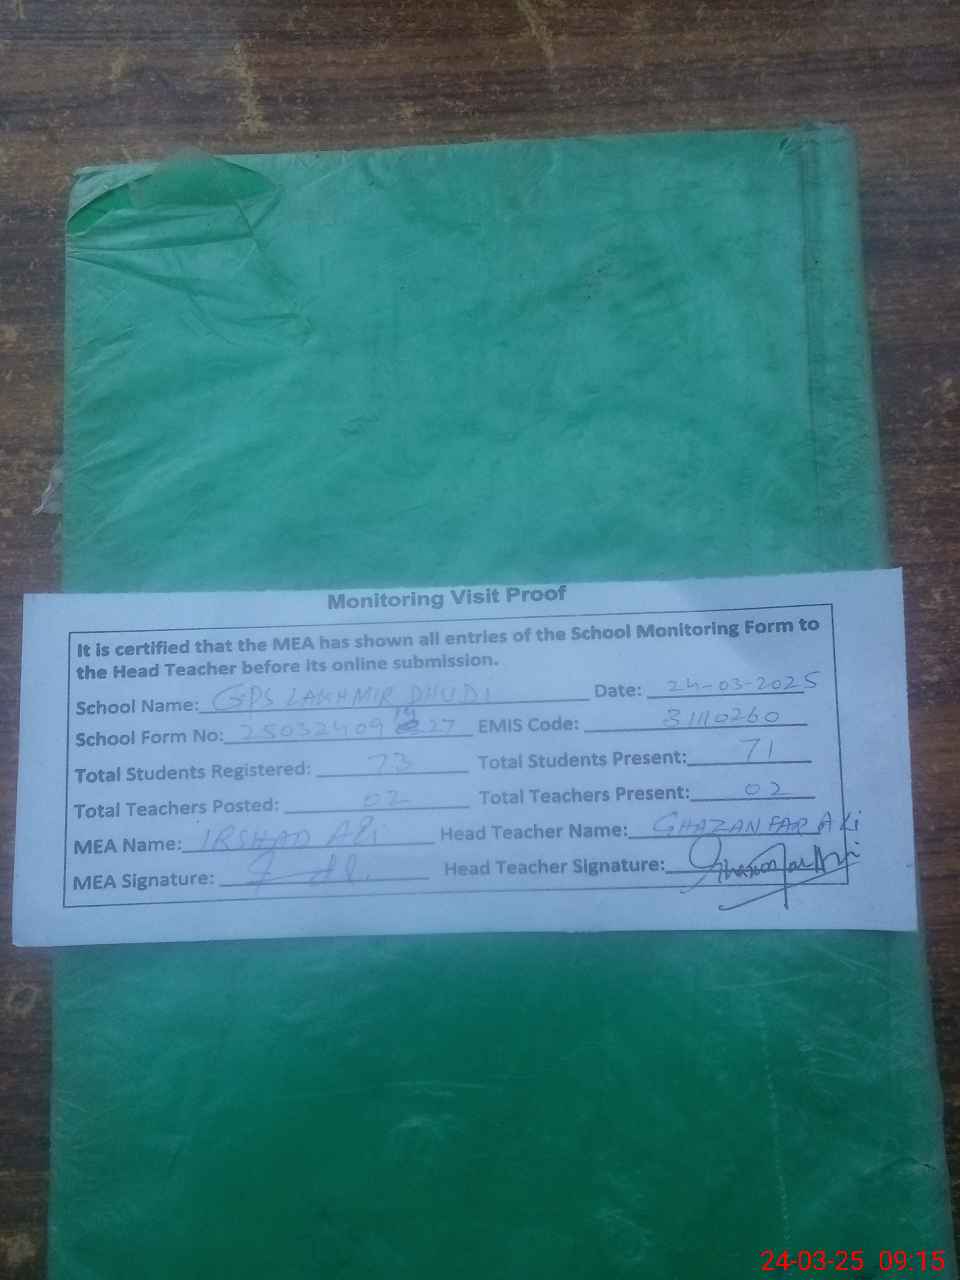 Monitoring Visit Proof
It is certified that the MEA has shown all entries of the School Monitoring Form to
the Head Teacher before its online submission.
School Name: GPS LAKHMIR DHUDI Date: 24-03-2025
School Form No: 25032409 27 EMIS Code: 31110260
Total Students Registered: 73 Total Students Present: 71
Total Teachers Posted: 02 Total Teachers Present: 02
MEA Name: IRSHAD Ali Head Teacher Name: GHAZANFAR ALi
MEA Signature: Head Teacher Signature:
24-03-25 09:15